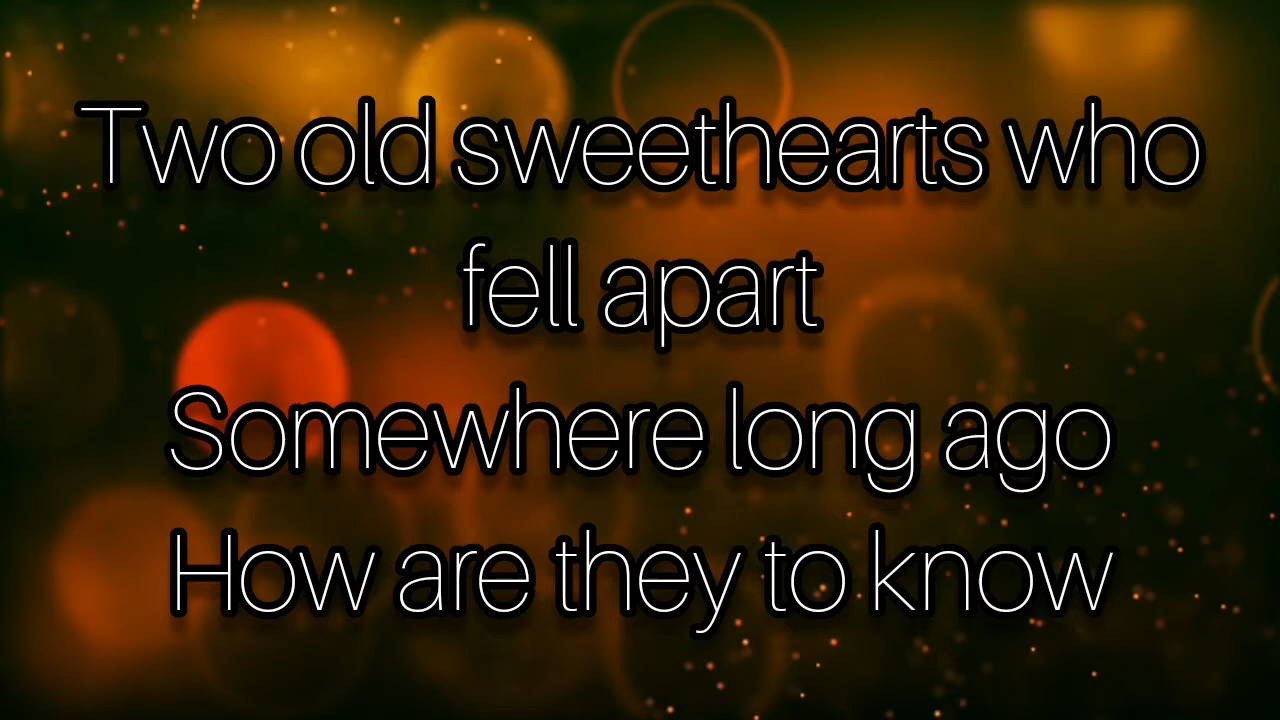 Two old sweethearts who
fell apart
Somewhere long ago
How are they to know